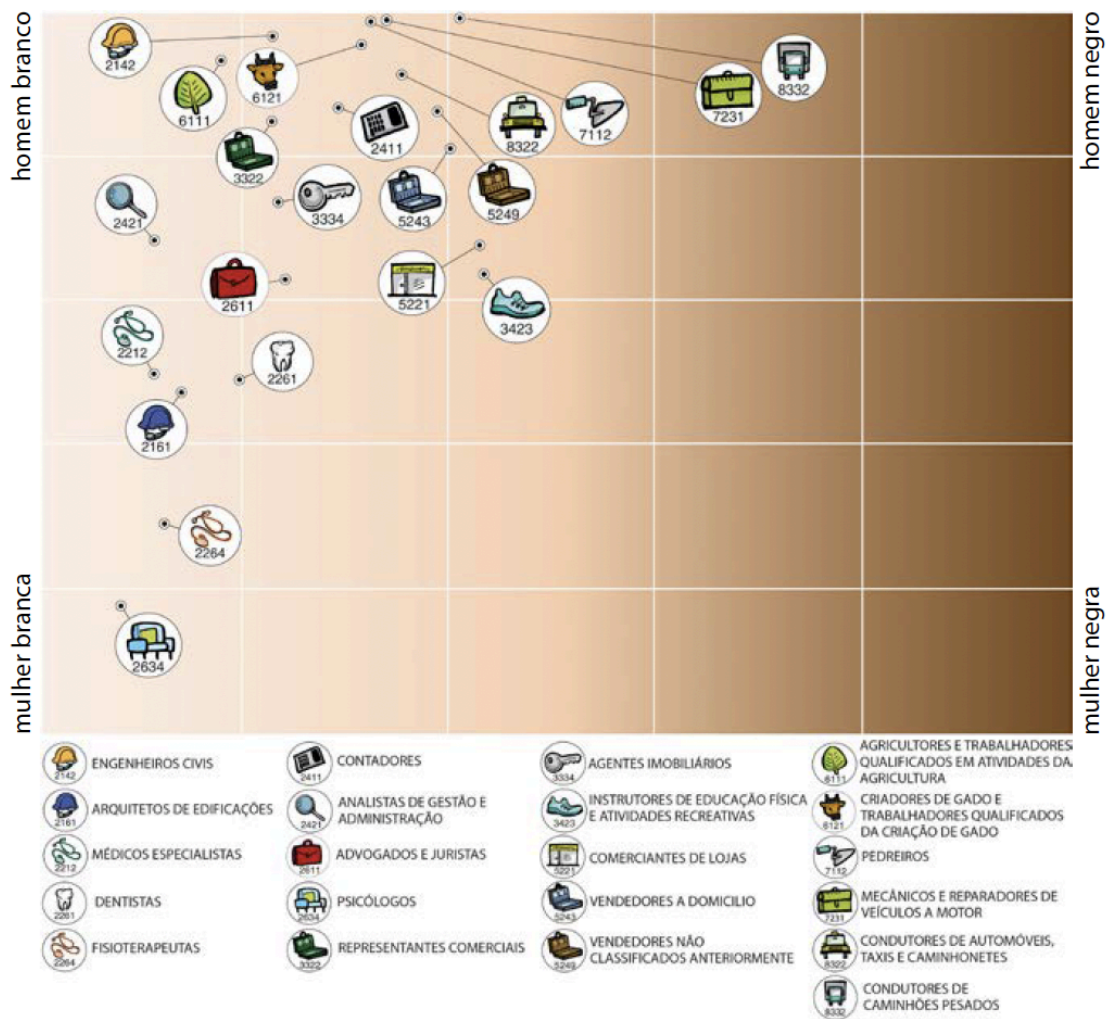 homem branco
homem negro
mulher branca
mulher negra
2142
6111
6121
3322
2411
8322
7112
7231
8332
2421
3334
5243
5249
2611
5221
3423
2212
2261
2161
2264
2634
2142 ENGENHEIROS CIVIS
2161 ARQUITETOS DE EDIFICAÇÕES
2212 MÉDICOS ESPECIALISTAS
2261 DENTISTAS
2264 FISIOTERAPEUTAS
2411 CONTADORES
2421 ANALISTAS DE GESTÃO E
ADMINISTRAÇÃO
2611 ADVOGADOS E JURISTAS
2634 PSICÓLOGOS
3322 REPRESENTANTES COMERCIAIS
3334 AGENTES IMOBILIÁRIOS
3423 INSTRUTORES DE EDUCAÇÃO FÍSICA
E ATIVIDADES RECREATIVAS
5221 COMERCIANTES DE LOJAS
5243 VENDEDORES A DOMICILIO
5249 VENDEDORES NÃO
CLASSIFICADOS ANTERIORMENTE
6111 AGRICULTORES E TRABALHADORES
QUALIFICADOS EM ATIVIDADES DA
AGRICULTURA
6121 CRIADORES DE GADO E
TRABALHADORES QUALIFICADOS
DA CRIAÇÃO DE GADO
7112 PEDREIROS
7231 MECÂNICOS E REPARADORES DE
VEÍCULOS A MOTOR
8322 CONDUTORES DE AUTOMÓVEIS,
TAXIS E CAMINHONETES
8332 CONDUTORES DE
CAMINHÕES PESADOS